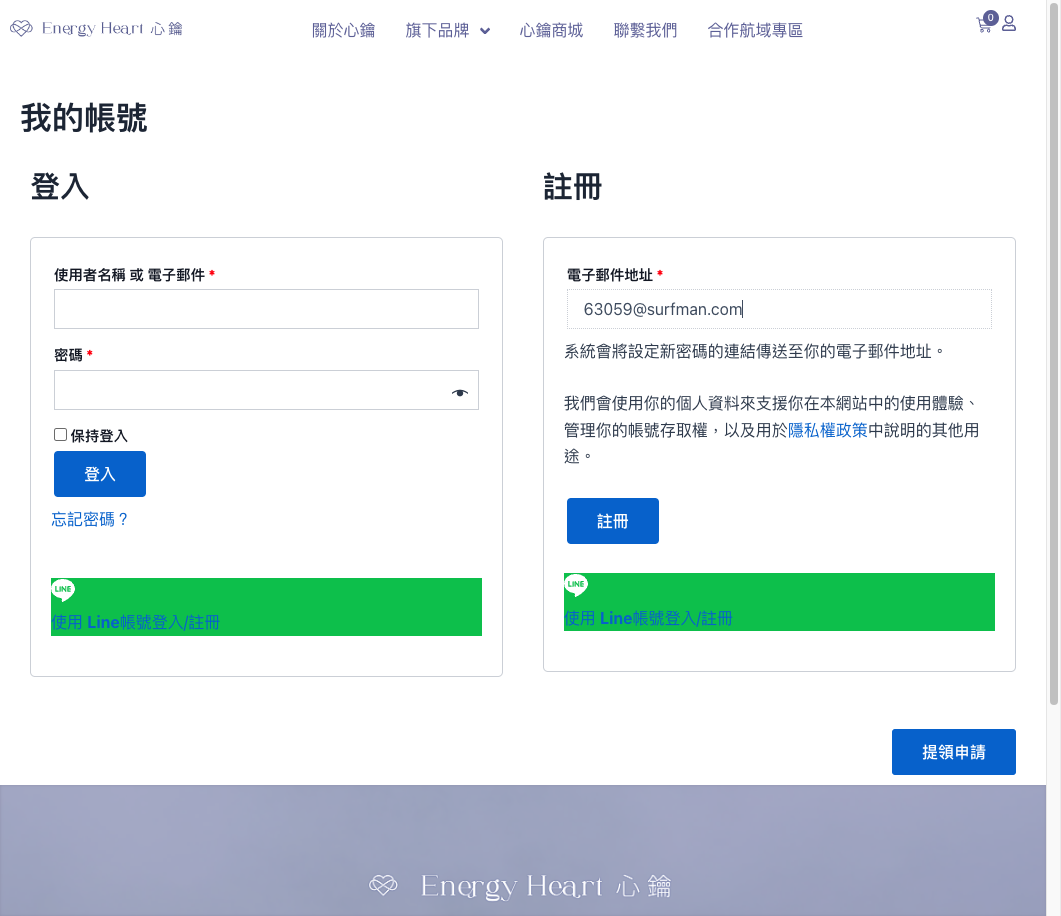 Energy Heart 心鑰
關於心鑰
旗下品牌
心鑰商城
聯繫我們
合作航域專區
0
我的帳號
登入
使用者名稱 或 電子郵件 *
密碼 *
保持登入
登入
忘記密碼？
LINE
使用 Line帳號登入/註冊
註冊
電子郵件地址 *
63059@surfman.com
系統會將設定新密碼的連結傳送至你的電子郵件地址。
我們會使用你的個人資料來支援你在本網站中的使用體驗、
管理你的帳號存取權，以及用於隱私權政策中說明的其他用
途。
註冊
LINE
使用 Line帳號登入/註冊
提領申請
Energy Heart 心鑰